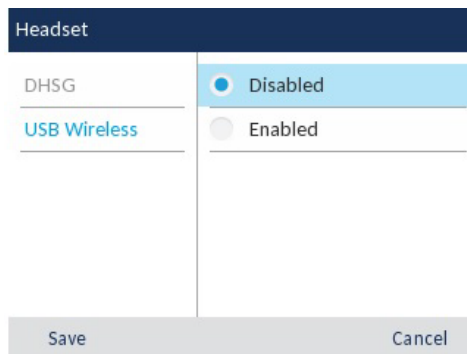 Headset
DHSG
Disabled
USB Wireless
Enabled
Save
Cancel